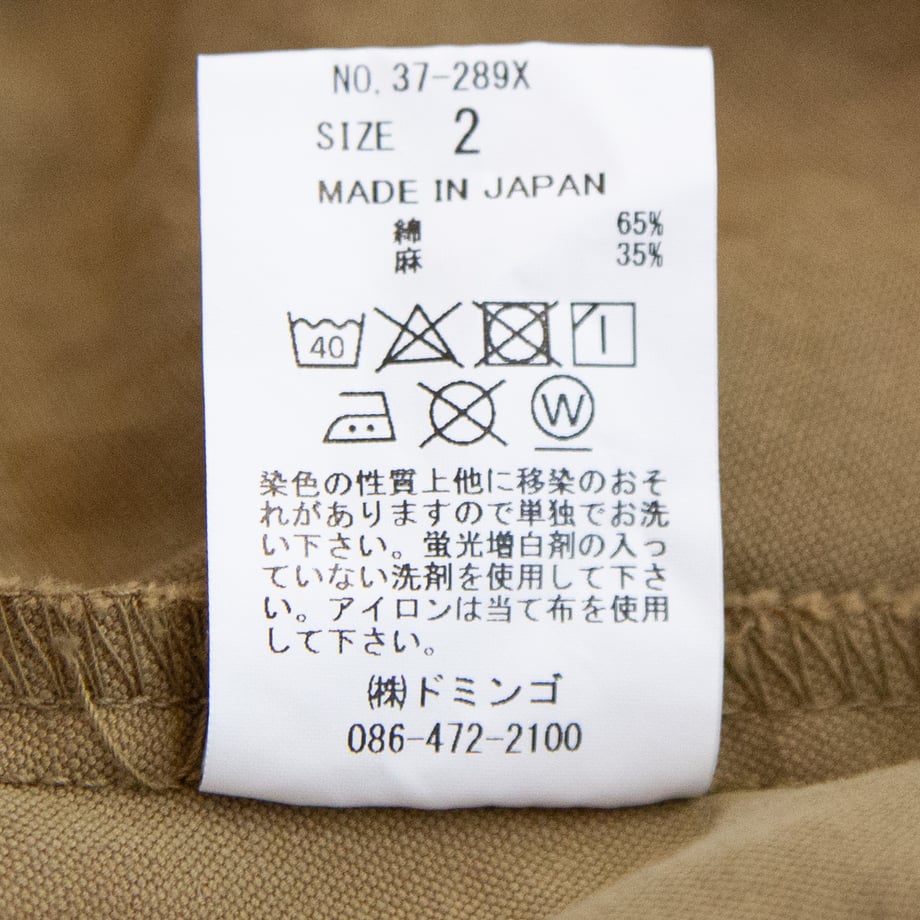 NO. 37-289X
SIZE 2
MADE IN JAPAN
綿 65%
麻 35%
40
W
染色の性質上他に移染のおそ
れがありますので単独でお洗
い下さい。蛍光増白剤の入っ
ていない洗剤を使用して下さ
い。アイロンは当て布を使用
して下さい。
㈱ドミンゴ
086-472-2100